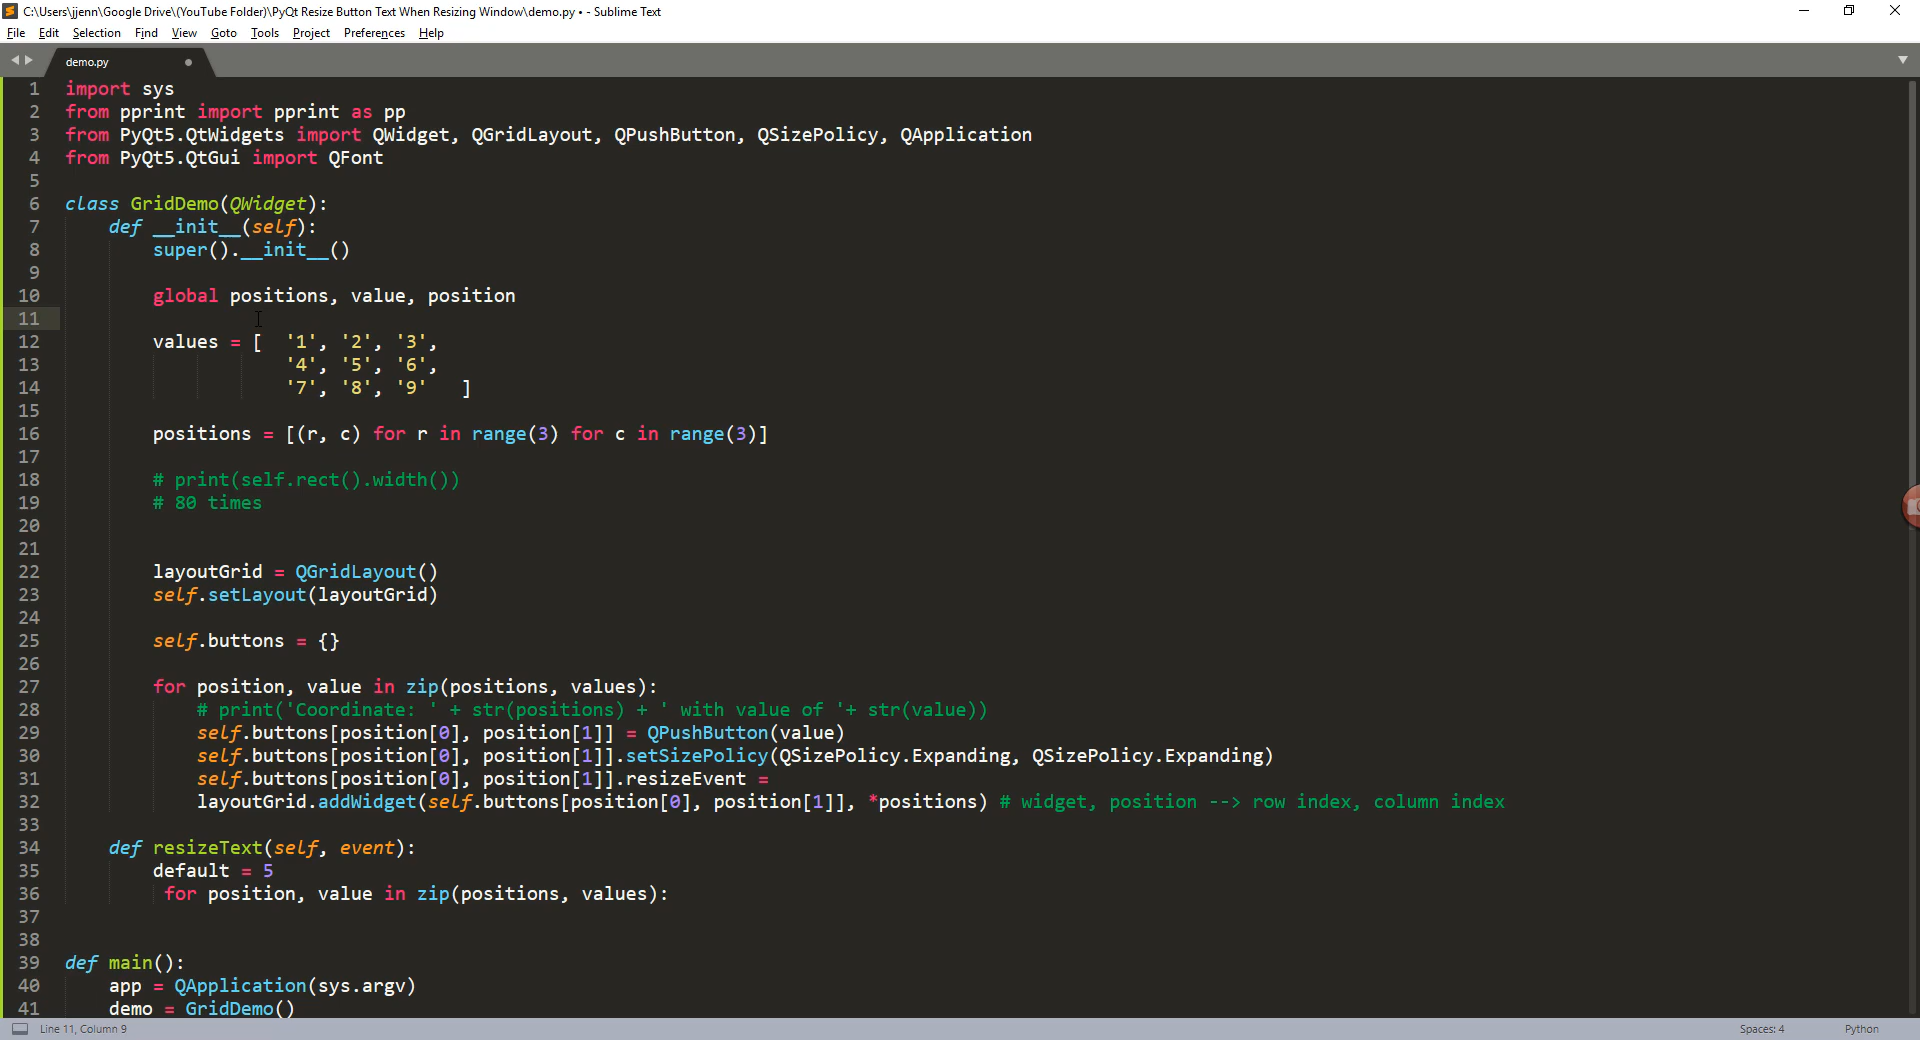 C:\Users\jjenn\Google Drive\(YouTube Folder)\PyQt Resize Button Text When Resizing Window\demo.py • - Sublime Text
File Edit Selection Find View Goto Tools Project Preferences Help
demo.py
1 import sys
2 from pprint import pprint as pp
3 from PyQt5.QtWidgets import QWidget, QGridLayout, QPushButton, QSizePolicy, QApplication
4 from PyQt5.QtGui import QFont
5
6 class GridDemo(QWidget):
7     def __init__(self):
8         super().__init__()
9
10         global positions, value, position
11
12         values = [  '1', '2', '3',
13                     '4', '5', '6',
14                     '7', '8', '9'   ]
15
16         positions = [(r, c) for r in range(3) for c in range(3)]
17
18         # print(self.rect().width())
19         # 80 times
20
21
22         layoutGrid = QGridLayout()
23         self.setLayout(layoutGrid)
24
25         self.buttons = {}
26
27         for position, value in zip(positions, values):
28             # print('Coordinate: ' + str(positions) + ' with value of '+ str(value))
29             self.buttons[position[0], position[1]] = QPushButton(value)
30             self.buttons[position[0], position[1]].setSizePolicy(QSizePolicy.Expanding, QSizePolicy.Expanding)
31             self.buttons[position[0], position[1]].resizeEvent =
32             layoutGrid.addWidget(self.buttons[position[0], position[1]], *positions) # widget, position --> row index, column index
33
34     def resizeText(self, event):
35         default = 5
36          for position, value in zip(positions, values):
37
38
39 def main():
40     app = QApplication(sys.argv)
41     demo = GridDemo()
Line 11, Column 9 Spaces: 4 Python